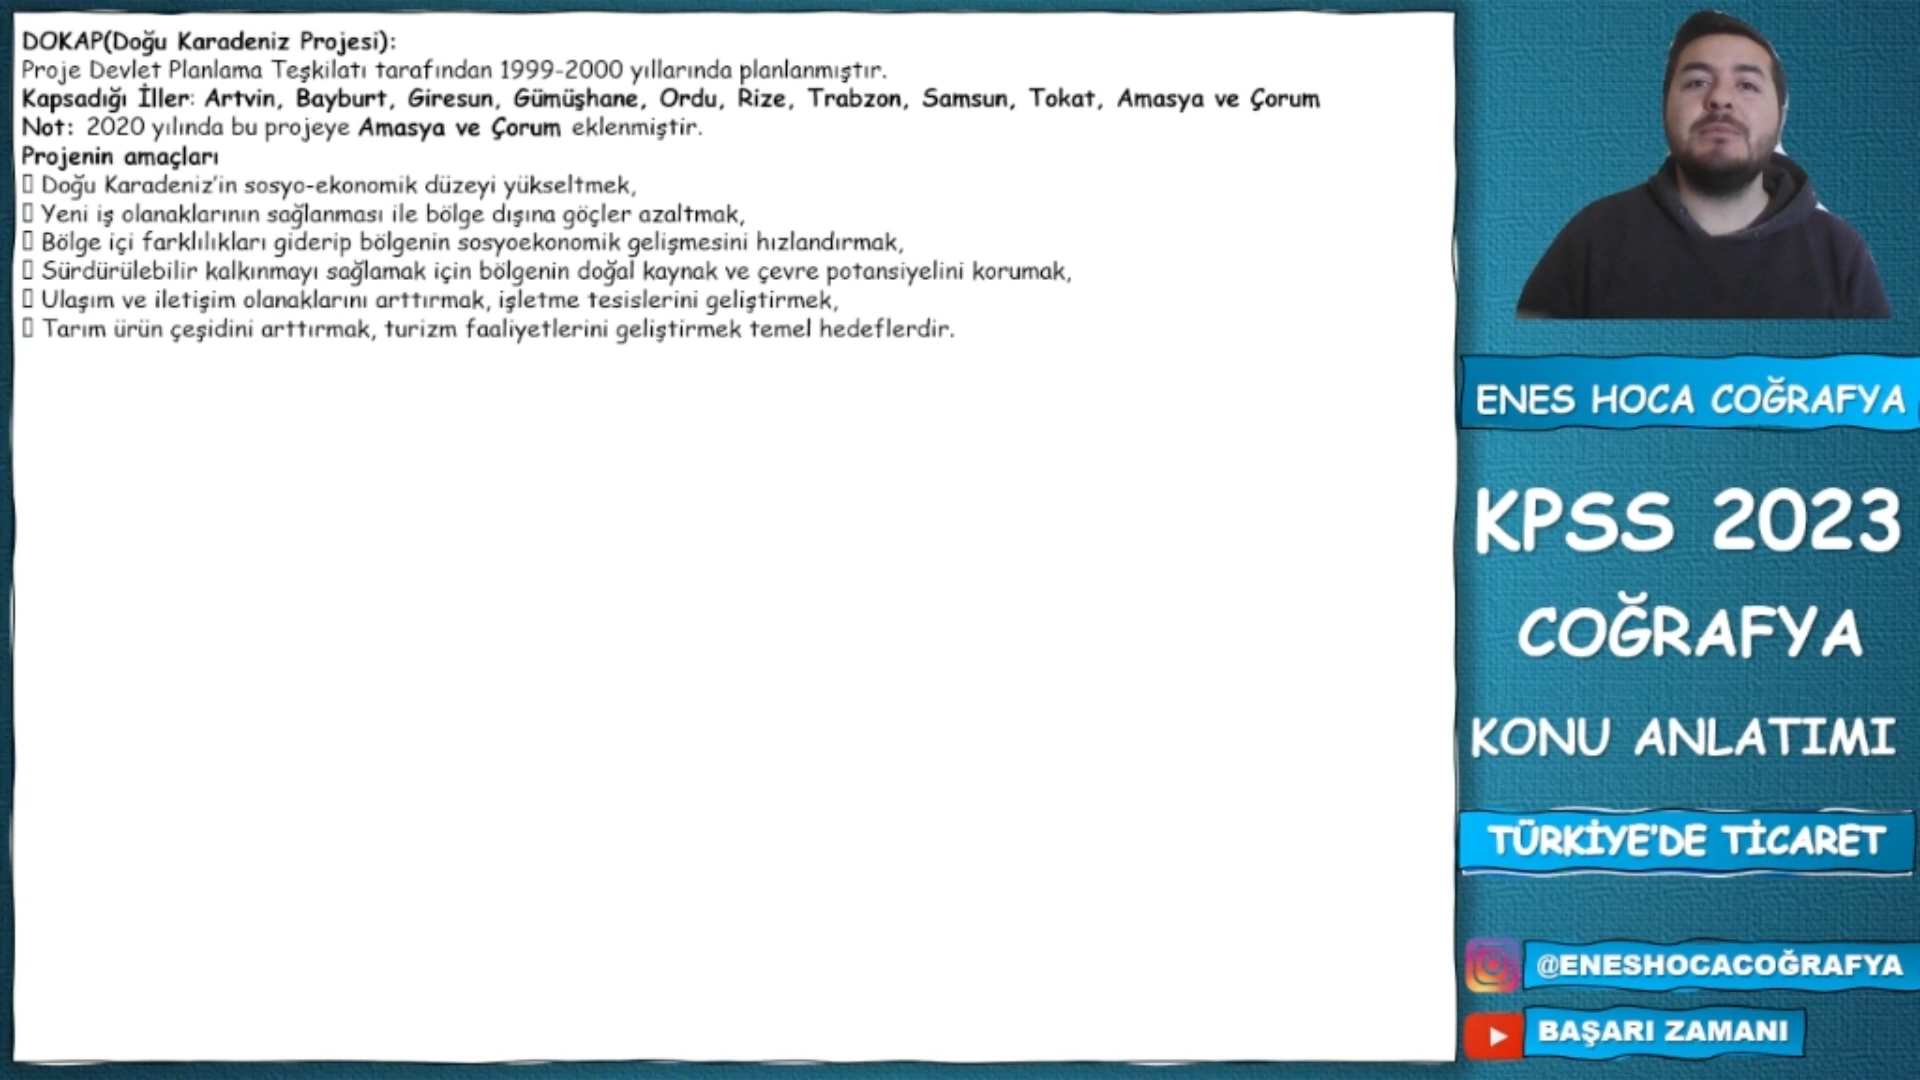 DOKAP(Doğu Karadeniz Projesi):
Proje Devlet Planlama Teşkilatı tarafından 1999-2000 yıllarında planlanmıştır.
Kapsadığı İller: Artvin, Bayburt, Giresun, Gümüşhane, Ordu, Rize, Trabzon, Samsun, Tokat, Amasya ve Çorum
Not: 2020 yılında bu projeye Amasya ve Çorum eklenmiştir.
Projenin amaçları
Doğu Karadeniz'in sosyo-ekonomik düzeyi yükseltmek,
Yeni iş olanaklarının sağlanması ile bölge dışına göçler azaltmak,
Bölge içi farklılıkları giderip bölgenin sosyoekonomik gelişmesini hızlandırmak,
Sürdürülebilir kalkınmayı sağlamak için bölgenin doğal kaynak ve çevre potansiyelini korumak,
Ulaşım ve iletişim olanaklarını arttırmak, işletme tesislerini geliştirmek,
Tarım ürün çeşidini arttırmak, turizm faaliyetlerini geliştirmek temel hedeflerdir.
ENES HOCA COĞRAFYA
KPSS 2023
COĞRAFYA
KONU ANLATIMI
TÜRKİYE'DE TİCARET
@ENESHOCACOĞRAFYA
BAŞARI ZAMANI